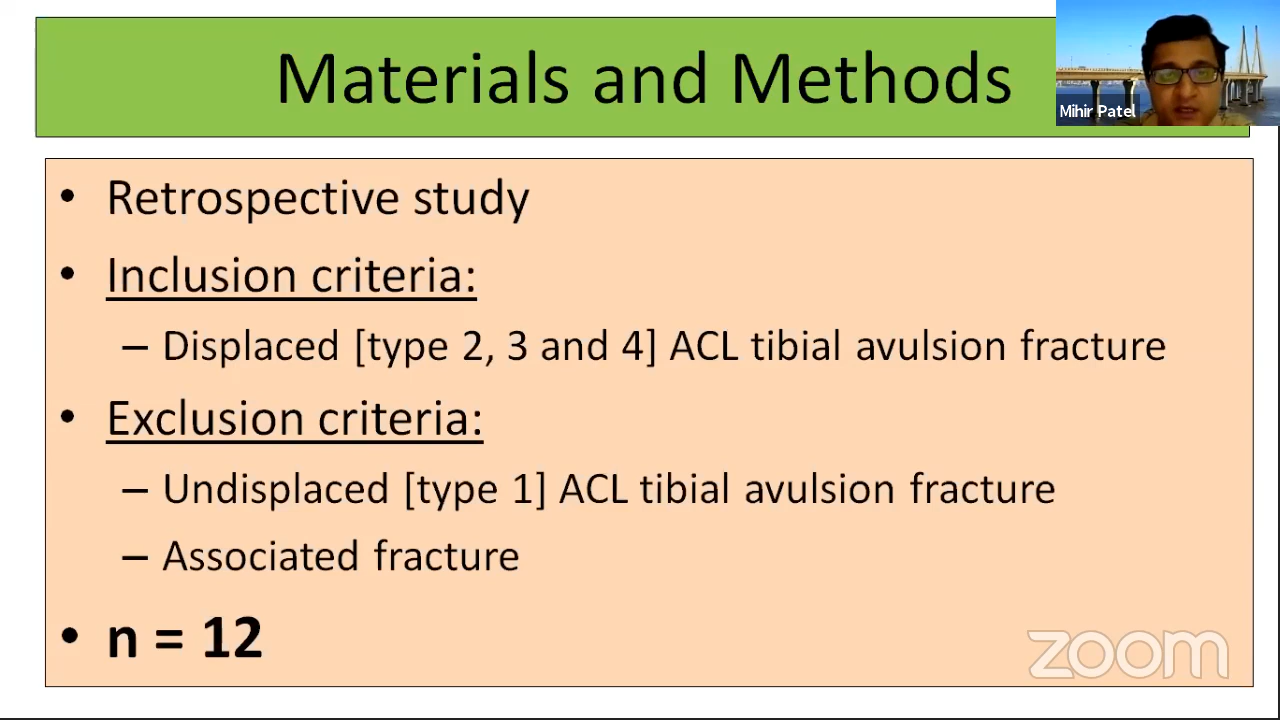 Materials and Methods
Mihir Patel
• Retrospective study
• Inclusion criteria:
– Displaced [type 2, 3 and 4] ACL tibial avulsion fracture
• Exclusion criteria:
– Undisplaced [type 1] ACL tibial avulsion fracture
– Associated fracture
• n = 12
zoom